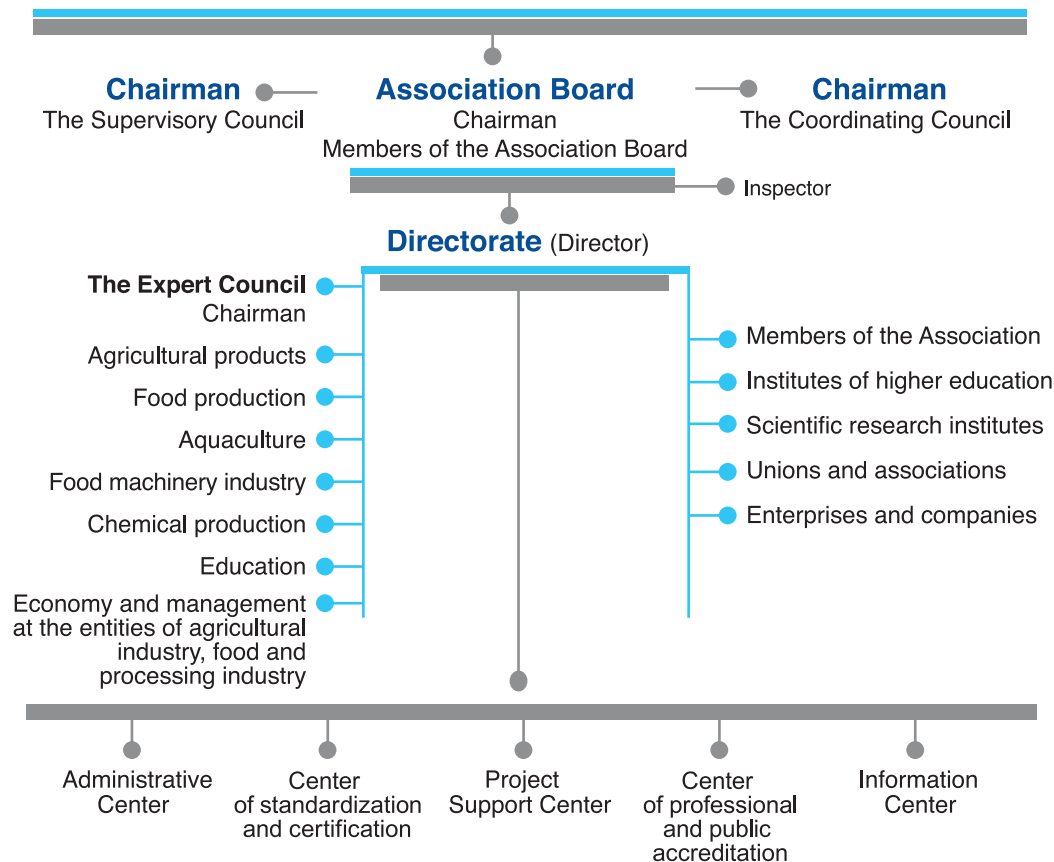 Chairman
The Supervisory Council
Association Board
Chairman
Members of the Association Board
Chairman
The Coordinating Council
Inspector
Directorate (Director)
The Expert Council
Chairman
Agricultural products
Food production
Aquaculture
Food machinery industry
Chemical production
Education
Economy and management
at the entities of agricultural
industry, food and
processing industry
Members of the Association
Institutes of higher education
Scientific research institutes
Unions and associations
Enterprises and companies
Administrative
Center
Center
of standardization
and certification
Project
Support Center
Center
of professional
and public
accreditation
Information
Center